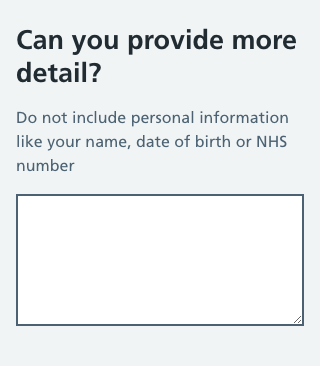 Can you provide more
detail?
Do not include personal information
like your name, date of birth or NHS
number